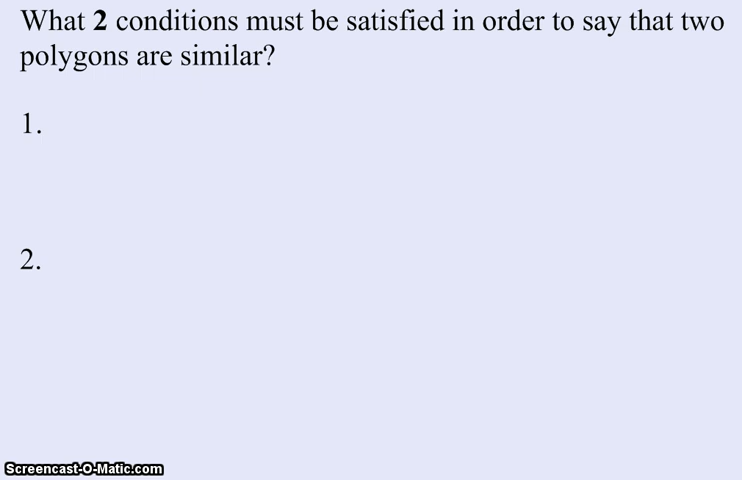 What 2 conditions must be satisfied in order to say that two
polygons are similar?
1.
2.
Screencast-O-Matic.com